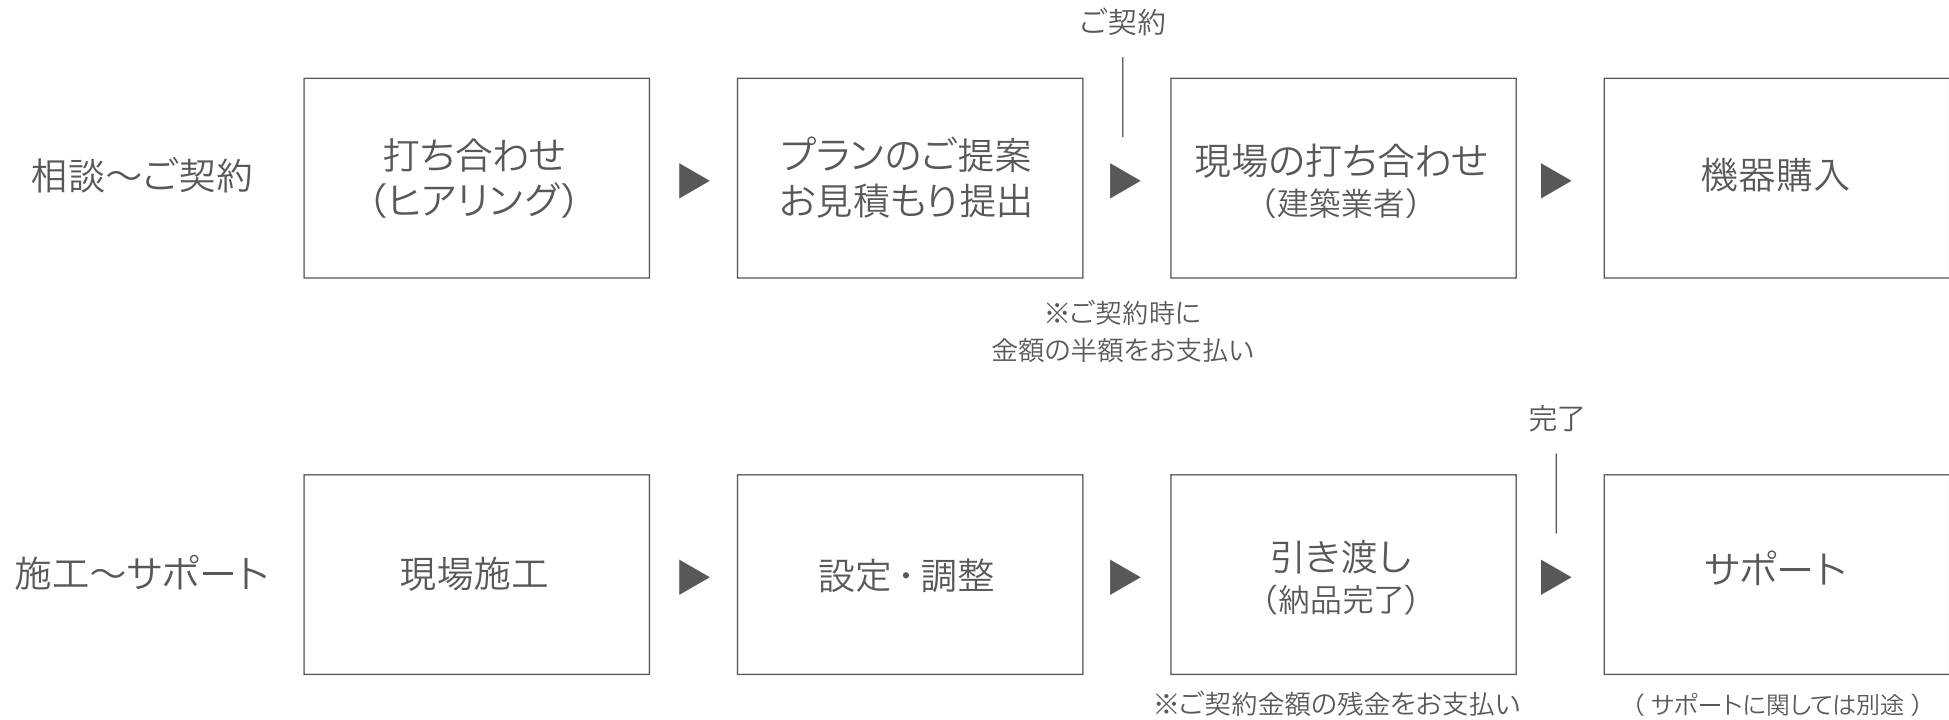 ご契約
相談〜ご契約
打ち合わせ
（ヒアリング）
プランのご提案
お見積もり提出
現場の打ち合わせ
（建築業者）
機器購入
※ご契約時に
金額の半額をお支払い
完了
施工〜サポート
現場施工
設定・調整
引き渡し
（納品完了）
サポート
※ご契約金額の残金をお支払い
（ サポートに関しては別途 ）